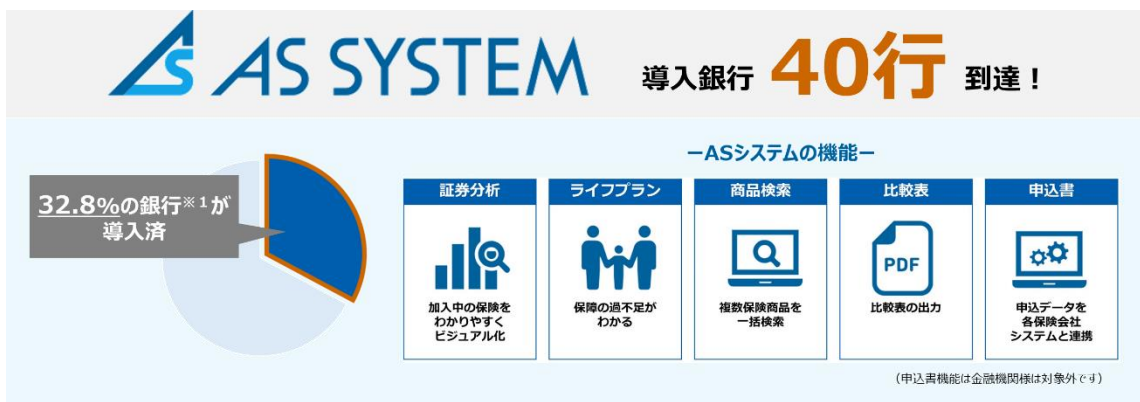 AS AS SYSTEM 導入銀行 40行 到達！
32.8%の銀行※1が
導入済
ーASシステムの機能ー
証券分析
加入中の保険を
わかりやすく
ビジュアル化
ライフプラン
保障の過不足が
わかる
商品検索
複数保険商品を
一括検索
比較表
PDF
比較表の出力
申込書
申込データを
各保険会社
システムと連携
（申込書機能は金融機関様は対象外です）